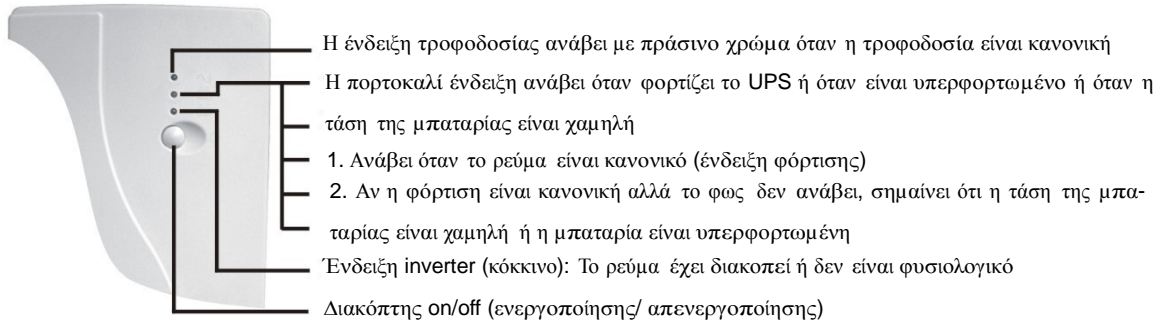 Η ένδειξη τροφοδοσίας ανάβει με πράσινο χρώμα όταν η τροφοδοσία είναι κανονική
Η πορτοκαλί ένδειξη ανάβει όταν φορτίζει το UPS ή όταν είναι υπερφορτωμένο ή όταν η
τάση της μπαταρίας είναι χαμηλή
1. Ανάβει όταν το ρεύμα είναι κανονικό (ένδειξη φόρτισης)
2. Αν η φόρτιση είναι κανονική αλλά το φως δεν ανάβει, σημαίνει ότι η τάση της μπα-
ταρίας είναι χαμηλή ή η μπαταρία είναι υπερφορτωμένη
Ένδειξη inverter (κόκκινο): Το ρεύμα έχει διακοπεί ή δεν είναι φυσιολογικό
Διακόπτης on/off (ενεργοποίησης/ απενεργοποίησης)